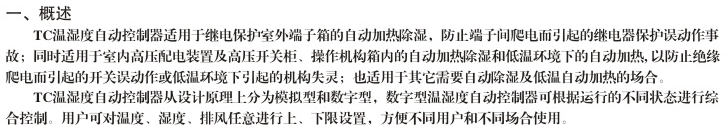 一、概述
TC温湿度自动控制器适用于继电保护室外端子箱的自动加热除湿，防止端子间爬电而引起的继电器保护误动作事
故；同时适用于室内高压配电装置及高压开关柜、操作机构箱内的自动加热除湿和低温环境下的自动加热,以防止绝缘
爬电而引起的开关误动作或低温环境下引起的机构失灵；也适用于其它需要自动除湿及低温自动加热的场合。
TC温湿度自动控制器从设计原理上分为模拟型和数字型，数字型温湿度自动控制器可根据运行的不同状态进行综
合控制。用户可对温度、湿度、排风任意进行上、下限设置，方便不同用户和不同场合使用。